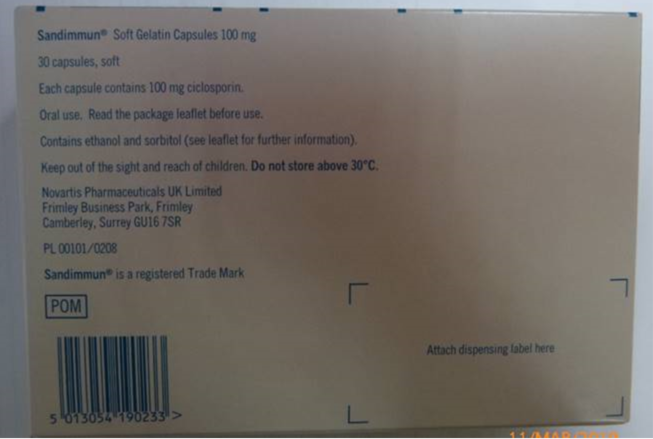 Sandimmun® Soft Gelatin Capsules 100 mg
30 capsules, soft
Each capsule contains 100 mg ciclosporin.
Oral use. Read the package leaflet before use.
Contains ethanol and sorbitol (see leaflet for further information).
Keep out of the sight and reach of children. Do not store above 30°C.
Novartis Pharmaceuticals UK Limited
Frimley Business Park, Frimley
Camberley, Surrey GU16 7SR
PL 00101/0208
Sandimmun® is a registered Trade Mark
POM
Attach dispensing label here
5 013054 190233 >